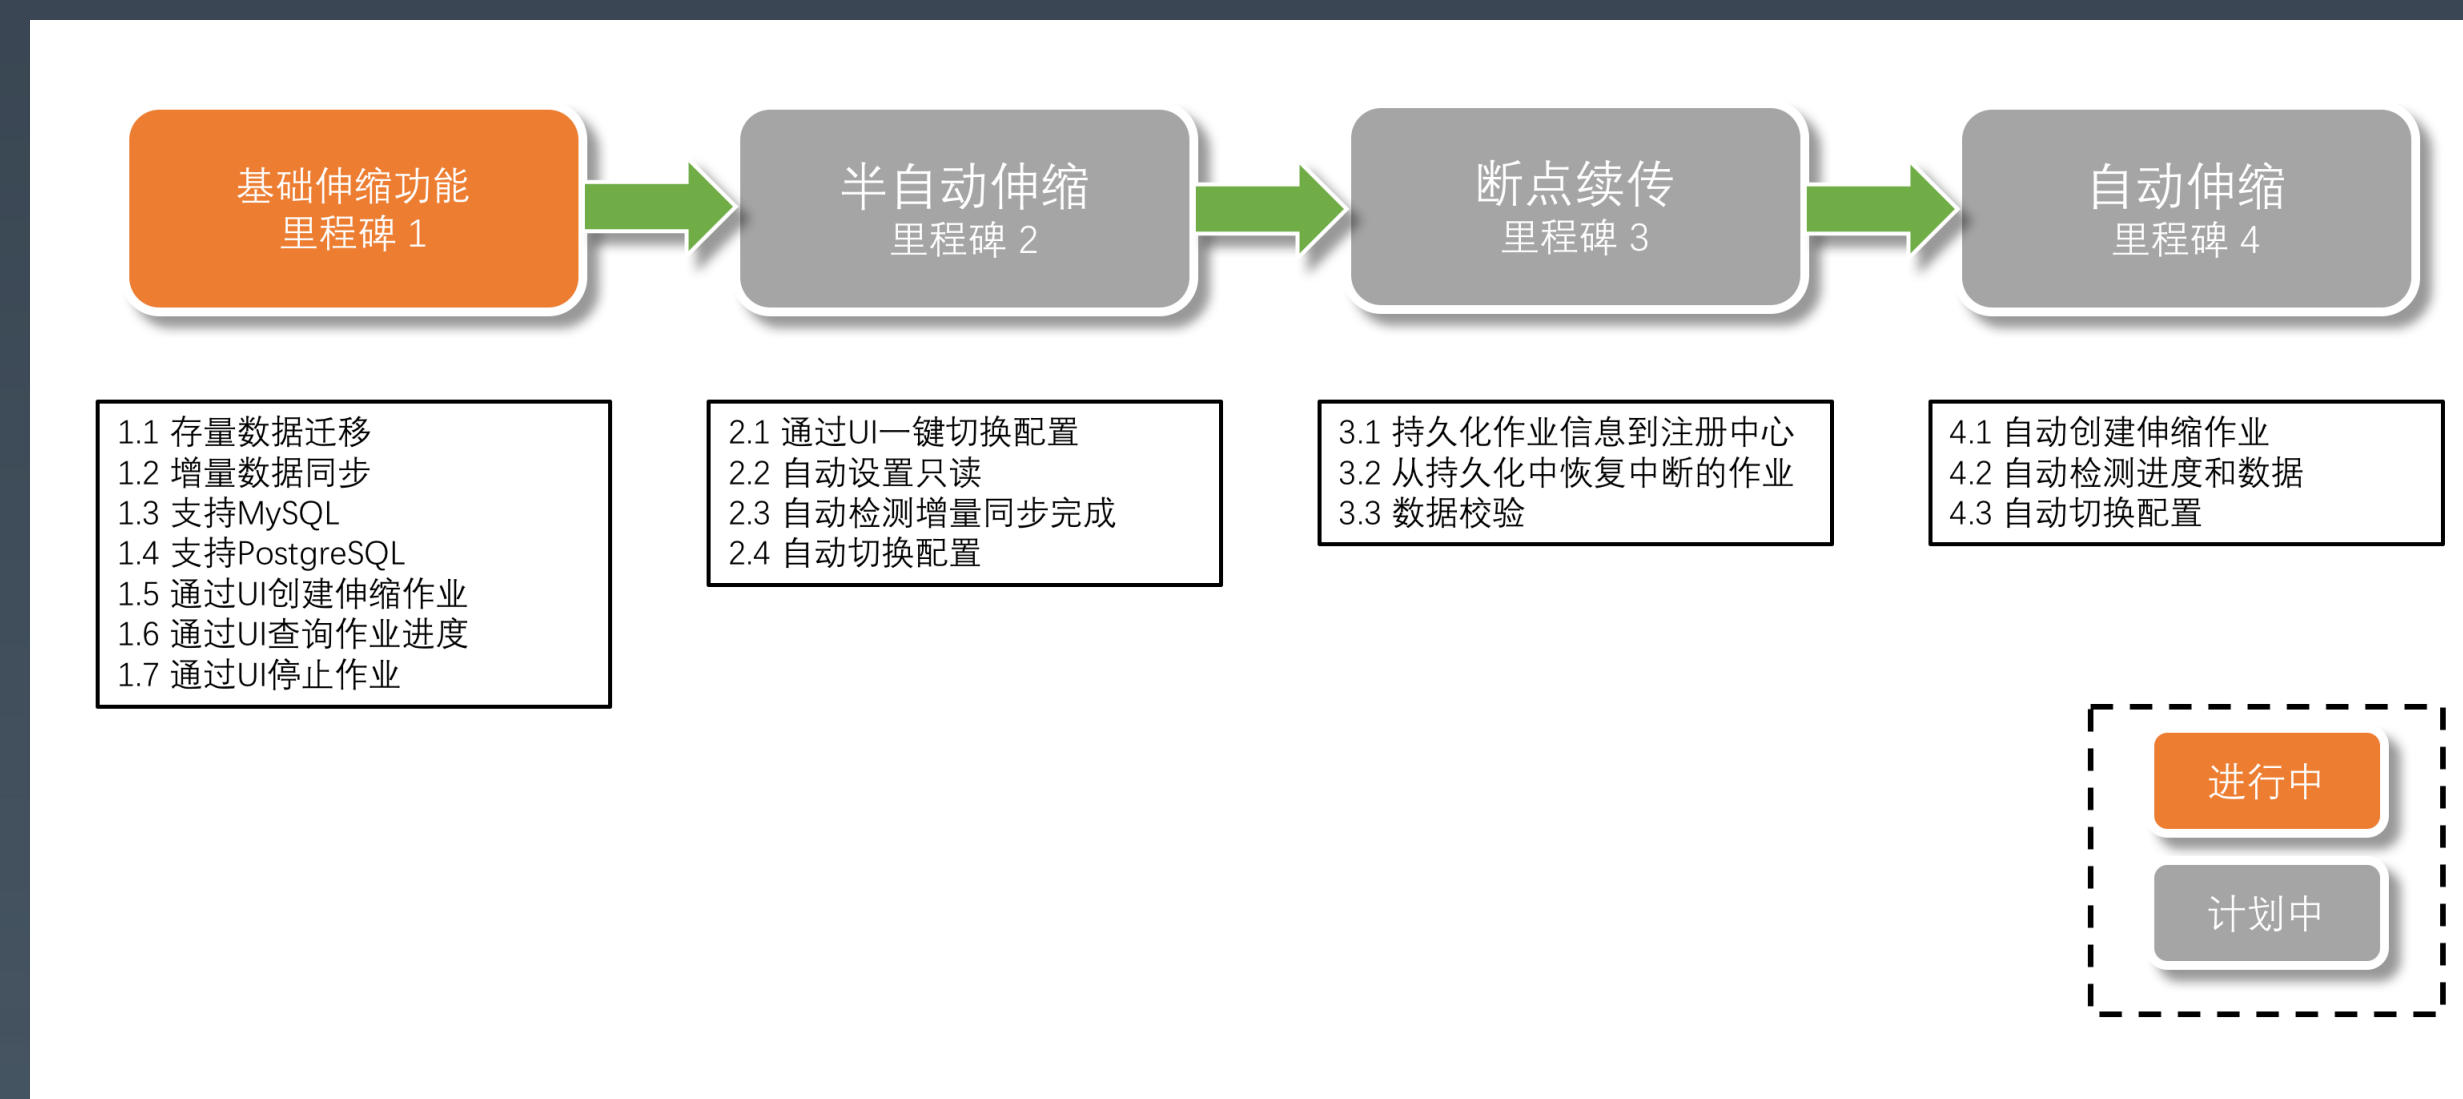 基础伸缩功能
里程碑 1
半自动伸缩
里程碑 2
断点续传
里程碑 3
自动伸缩
里程碑 4
1.1 存量数据迁移
1.2 增量数据同步
1.3 支持MySQL
1.4 支持PostgreSQL
1.5 通过UI创建伸缩作业
1.6 通过UI查询作业进度
1.7 通过UI停止作业
2.1 通过UI一键切换配置
2.2 自动设置只读
2.3 自动检测增量同步完成
2.4 自动切换配置
3.1 持久化作业信息到注册中心
3.2 从持久化中恢复中断的作业
3.3 数据校验
4.1 自动创建伸缩作业
4.2 自动检测进度和数据
4.3 自动切换配置
进行中
计划中